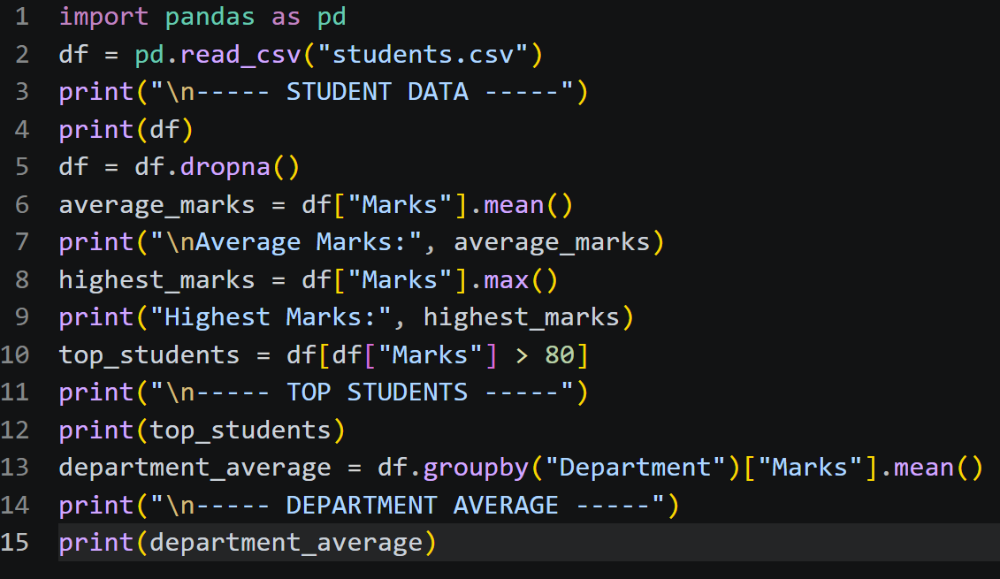 1 import pandas as pd
2 df = pd.read_csv("students.csv")
3 print("\n----- STUDENT DATA -----")
4 print(df)
5 df = df.dropna()
6 average_marks = df["Marks"].mean()
7 print("\nAverage Marks:", average_marks)
8 highest_marks = df["Marks"].max()
9 print("Highest Marks:", highest_marks)
10 top_students = df[df["Marks"] > 80]
11 print("\n----- TOP STUDENTS -----")
12 print(top_students)
13 department_average = df.groupby("Department")["Marks"].mean()
14 print("\n----- DEPARTMENT AVERAGE -----")
15 print(department_average)